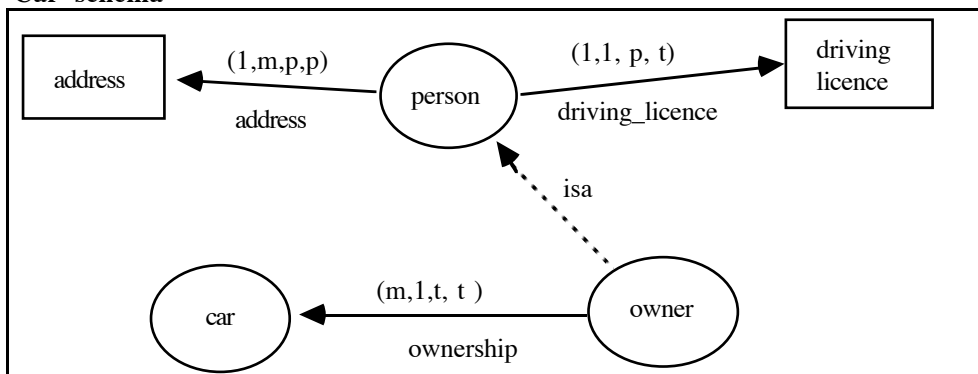 Car schema
(1,m,p,p)
(1,1, p, t)
driving
licence
address
person
address
driving_licence
isa
(m,1,t, t )
car
owner
ownership